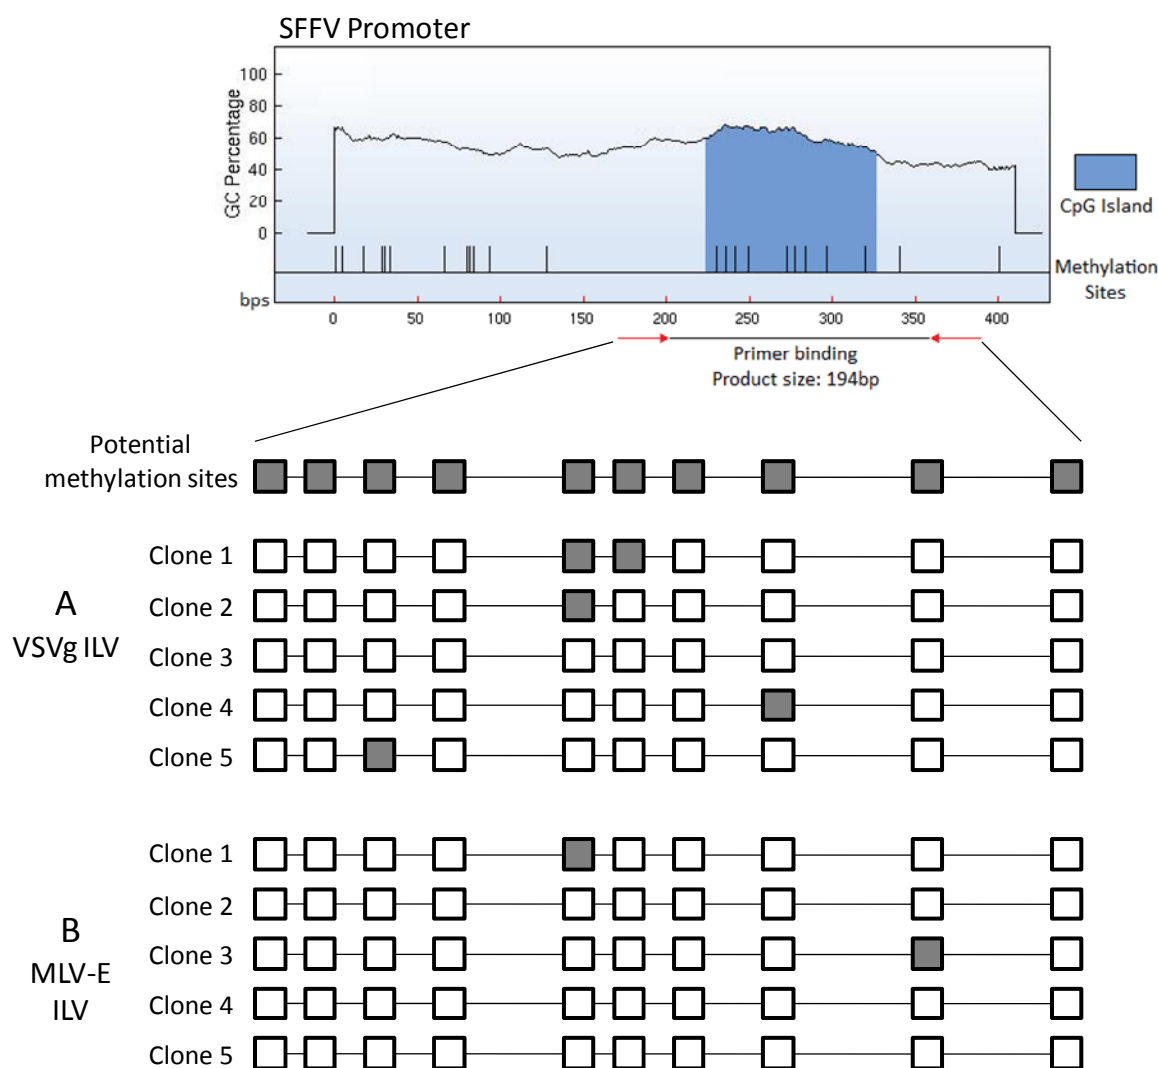 SFFV Promoter
GC Percentage
100
80
60
40
20
0
CpG Island
Methylation
Sites
bps
0 50 100 150 200 250 300 350 400
Primer binding
Product size: 194bp
Potential
methylation sites
A
VSVg ILV
Clone 1
Clone 2
Clone 3
Clone 4
Clone 5
B
MLV-E
ILV
Clone 1
Clone 2
Clone 3
Clone 4
Clone 5